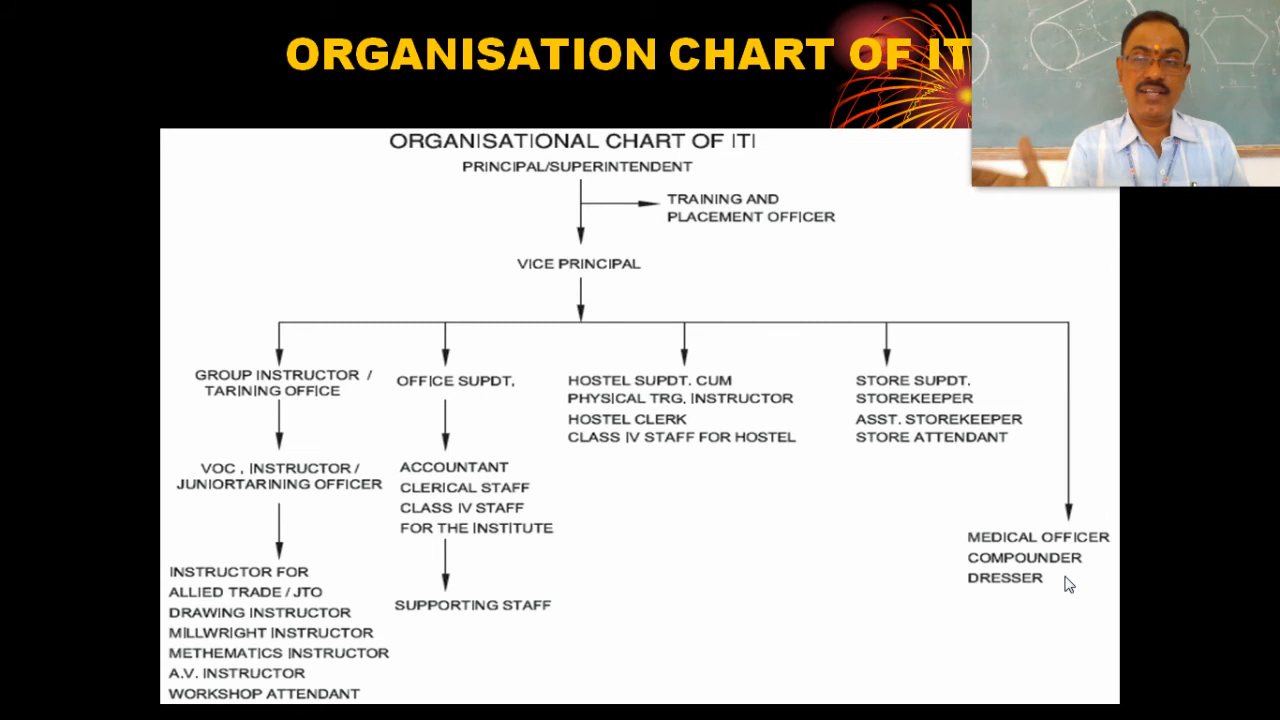 ORGANISATION CHART OF IT
ORGANISATIONAL CHART OF ITI
PRINCIPAL/SUPERINTENDENT
TRAINING AND
PLACEMENT OFFICER
VICE PRINCIPAL
GROUP INSTRUCTOR /
TARINING OFFICE
VOC , INSTRUCTOR /
JUNIORTARINING OFFICER
INSTRUCTOR FOR
ALLIED TRADE / JTO
DRAWING INSTRUCTOR
MILLWRIGHT INSTRUCTOR
METHEMATICS INSTRUCTOR
A.V. INSTRUCTOR
WORKSHOP ATTENDANT
OFFICE SUPDT.
ACCOUNTANT
CLERICAL STAFF
CLASS IV STAFF
FOR THE INSTITUTE
SUPPORTING STAFF
HOSTEL SUPDT. CUM
PHYSICAL TRG. INSTRUCTOR
HOSTEL CLERK
CLASS IV STAFF FOR HOSTEL
STORE SUPDT.
STOREKEEPER
ASST. STOREKEEPER
STORE ATTENDANT
MEDICAL OFFICER
COMPOUNDER
DRESSER